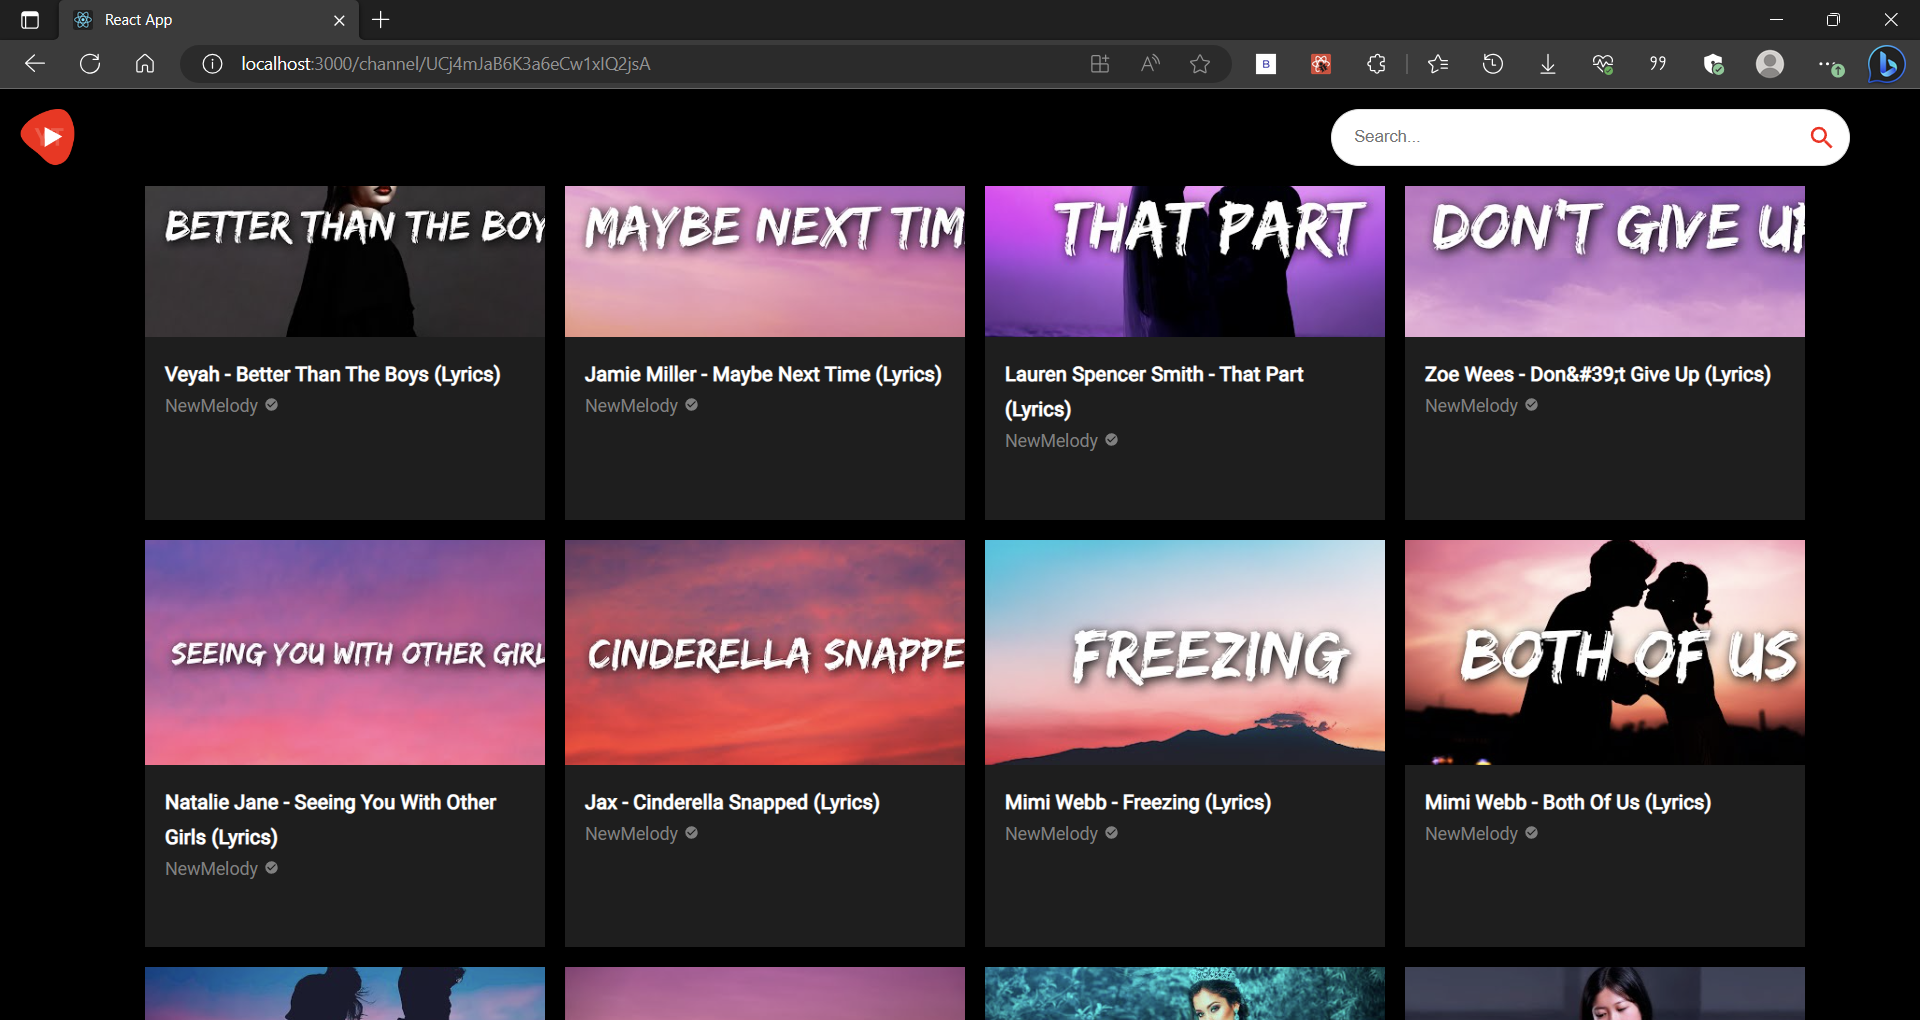 React App
localhost:3000/channel/UCj4mJaB6K3a6eCw1xIQ2jsA
Search...
BETTER THAN THE BOY
MAYBE NEXT TIM
THAT PART
DON'T GIVE UP
Veyah - Better Than The Boys (Lyrics)
NewMelody
Jamie Miller - Maybe Next Time (Lyrics)
NewMelody
Lauren Spencer Smith - That Part
(Lyrics)
NewMelody
Zoe Wees - Don&#39;t Give Up (Lyrics)
NewMelody
SEEING YOU WITH OTHER GIRL
CINDERELLA SNAPPE
FREEZING
BOTH OF US
Natalie Jane - Seeing You With Other
Girls (Lyrics)
NewMelody
Jax - Cinderella Snapped (Lyrics)
NewMelody
Mimi Webb - Freezing (Lyrics)
NewMelody
Mimi Webb - Both Of Us (Lyrics)
NewMelody